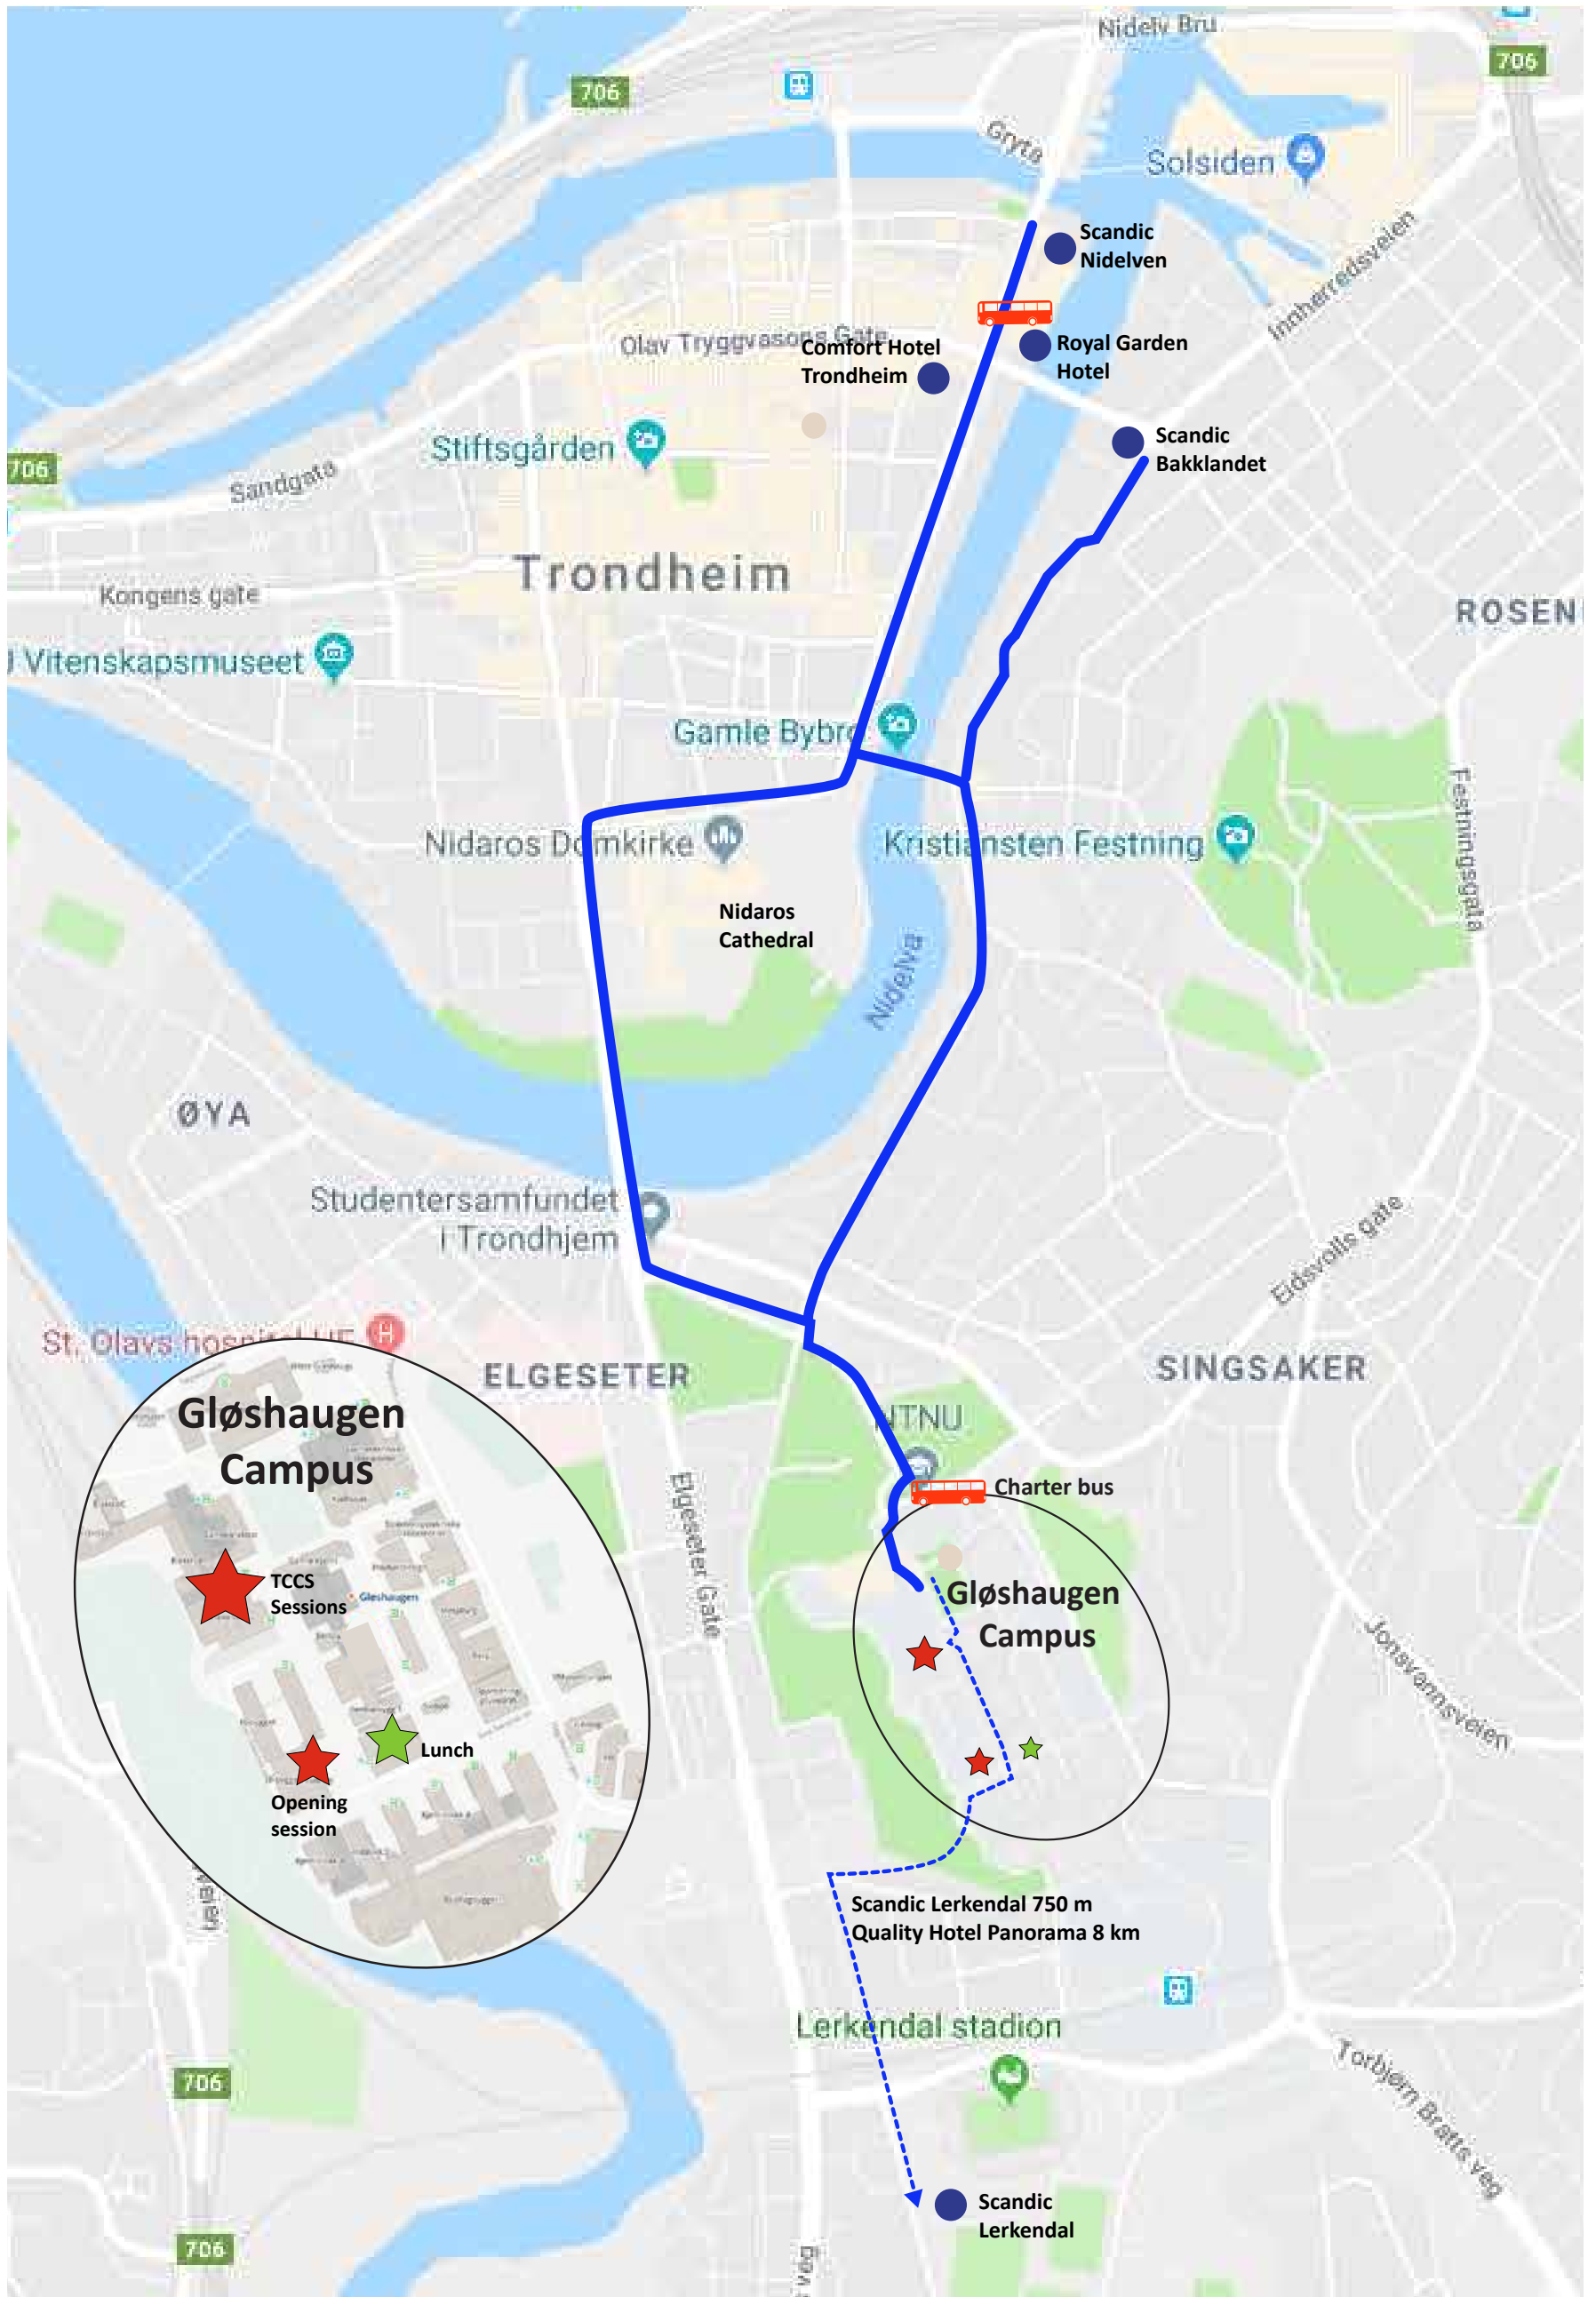 Nidelv Bru
706
706
Gryta
Solsiden
Scandic
Nidelven
Innherredsveien
Olav Tryggvasons Gate
Comfort Hotel
Trondheim
Royal Garden
Hotel
Stiftsgården
Scandic
Bakklandet
706
Sandgata
Trondheim
Kongens gate
ROSEN
Vitenskapsmuseet
Gamle Bybro
Festningsgata
Nidaros Domkirke
Kristiansten Festning
Nidaros
Cathedral
Nidelva
ØYA
Studentersamfundet
i Trondhjem
Eidsvolls gate
St. Olavs hospital HF
H
ELGESETER
SINGSAKER
Gløshaugen
Campus
NTNU
Elgeseter Gate
Charter bus
TCCS
Sessions
Gløshaugen
Gløshaugen
Campus
Jonsvannsveien
Lunch
Opening
session
Scandic Lerkendal 750 m
Quality Hotel Panorama 8 km
Lerkendal stadion
706
Torbjørn Bratts veg
Scandic
Lerkendal
706
veg